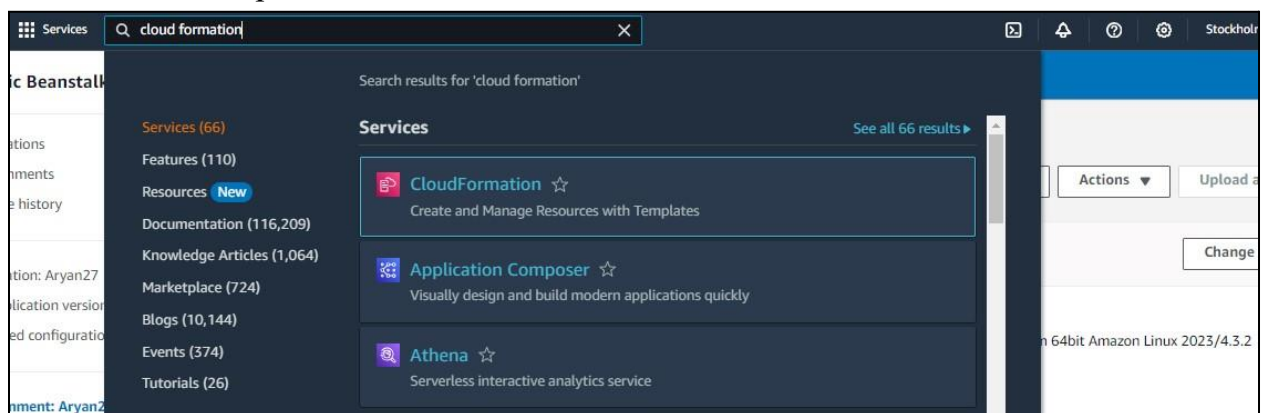 Services
cloud formation
Stockholm
ic Beanstalk
Search results for 'cloud formation'
Services (66)
Services
See all 66 results
ations
nments
e history
Features (110)
Resources New
Documentation (116,209)
Knowledge Articles (1,064)
Marketplace (724)
Blogs (10,144)
Events (374)
Tutorials (26)
CloudFormation
Create and Manage Resources with Templates
Application Composer
Visually design and build modern applications quickly
Athena
Serverless interactive analytics service
Actions
Upload a
Change
ation: Aryan27
plication version
ed configuratio
n 64bit Amazon Linux 2023/4.3.2
nment: Aryan2